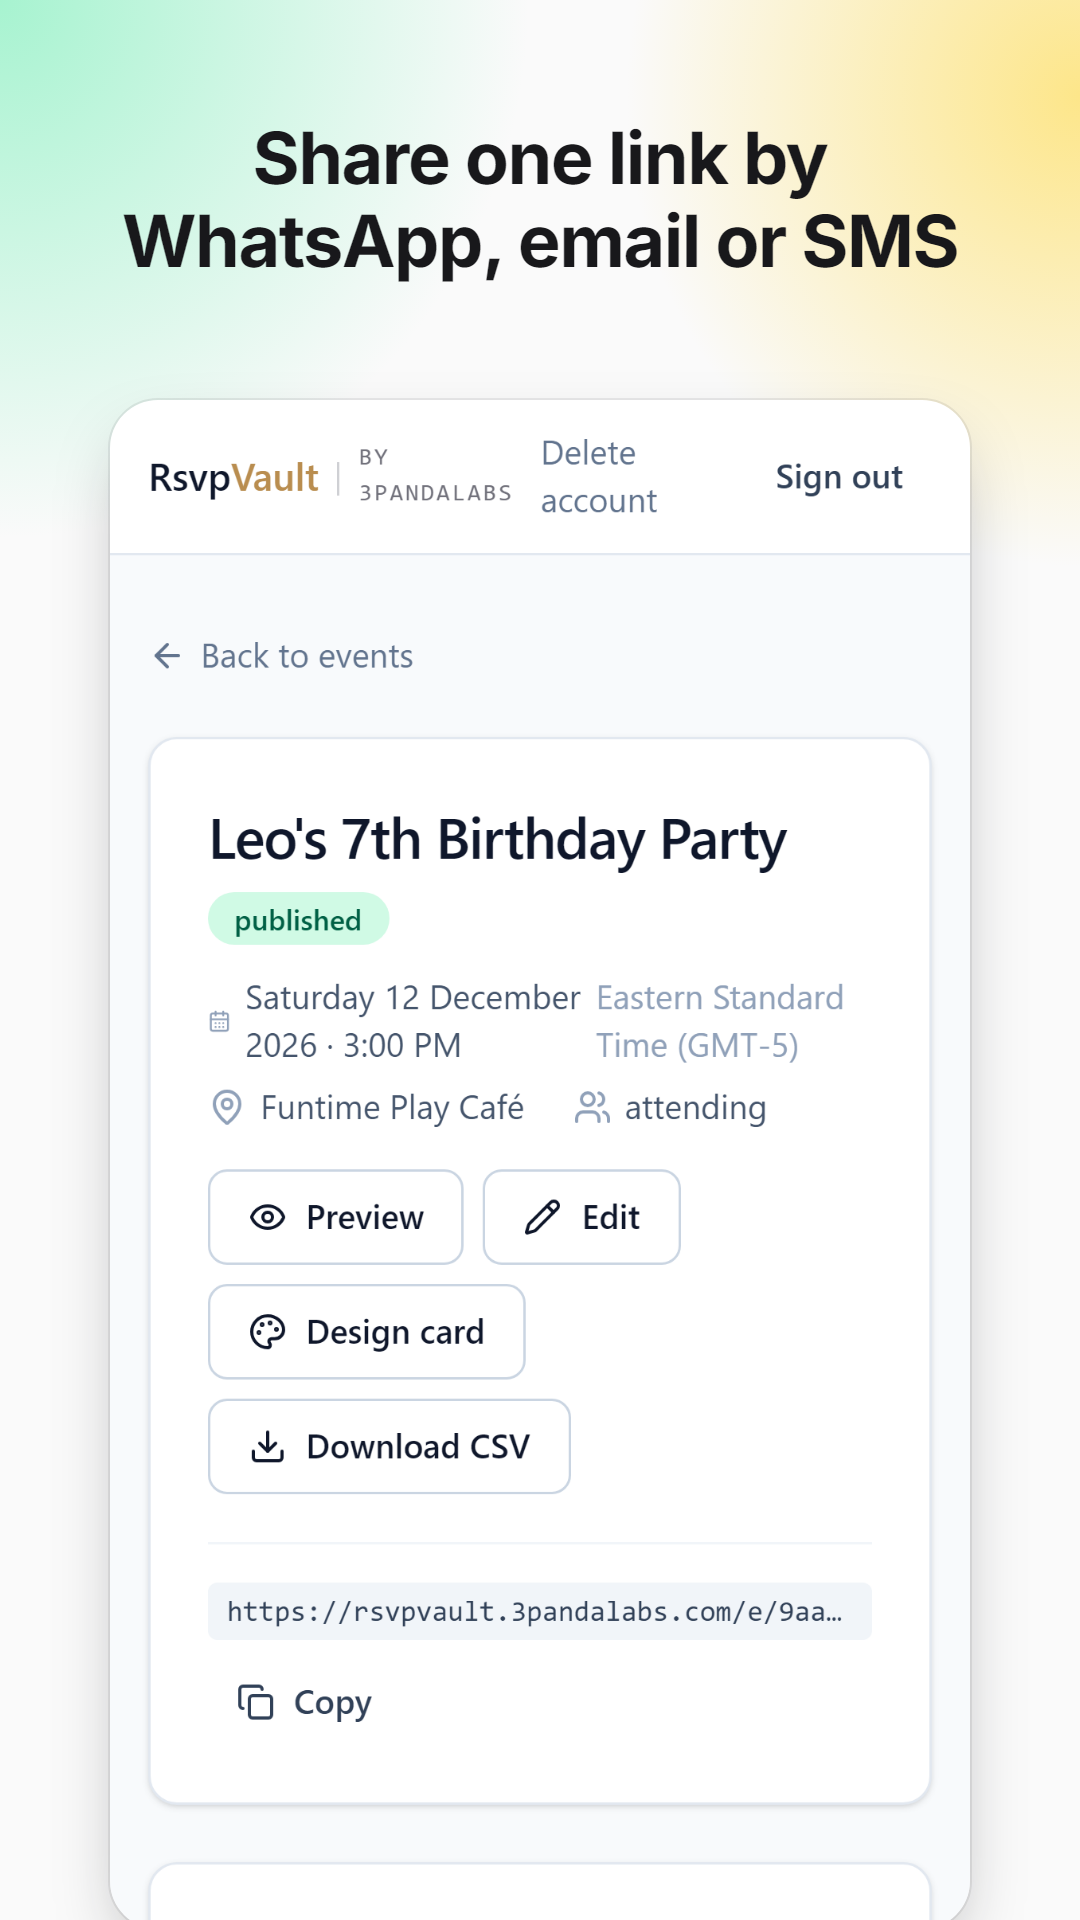 Share one link by
WhatsApp, email or SMS
RsvpVault
BY
3PANDALABS
Delete
account
Sign out
Back to events
Leo's 7th Birthday Party
published
Saturday 12 December
2026 · 3:00 PM
Eastern Standard
Time (GMT-5)
Funtime Play Café
attending
Preview
Edit
Design card
Download CSV
https://rsvpvault.3pandalabs.com/e/9aa…
Copy